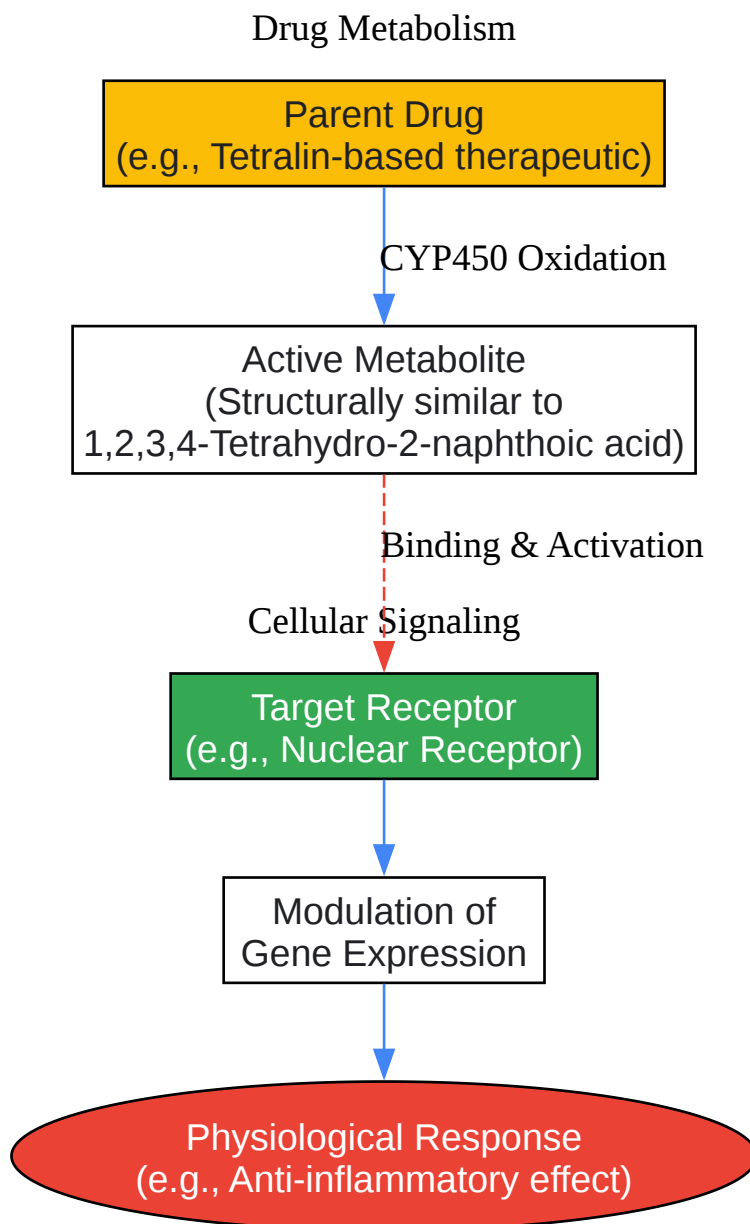 Drug Metabolism
Parent Drug
(e.g., Tetralin-based therapeutic)
CYP450 Oxidation
Active Metabolite
(Structurally similar to
1,2,3,4-Tetrahydro-2-naphthoic acid)
Binding & Activation
Cellular Signaling
Target Receptor
(e.g., Nuclear Receptor)
Modulation of
Gene Expression
Physiological Response
(e.g., Anti-inflammatory effect)